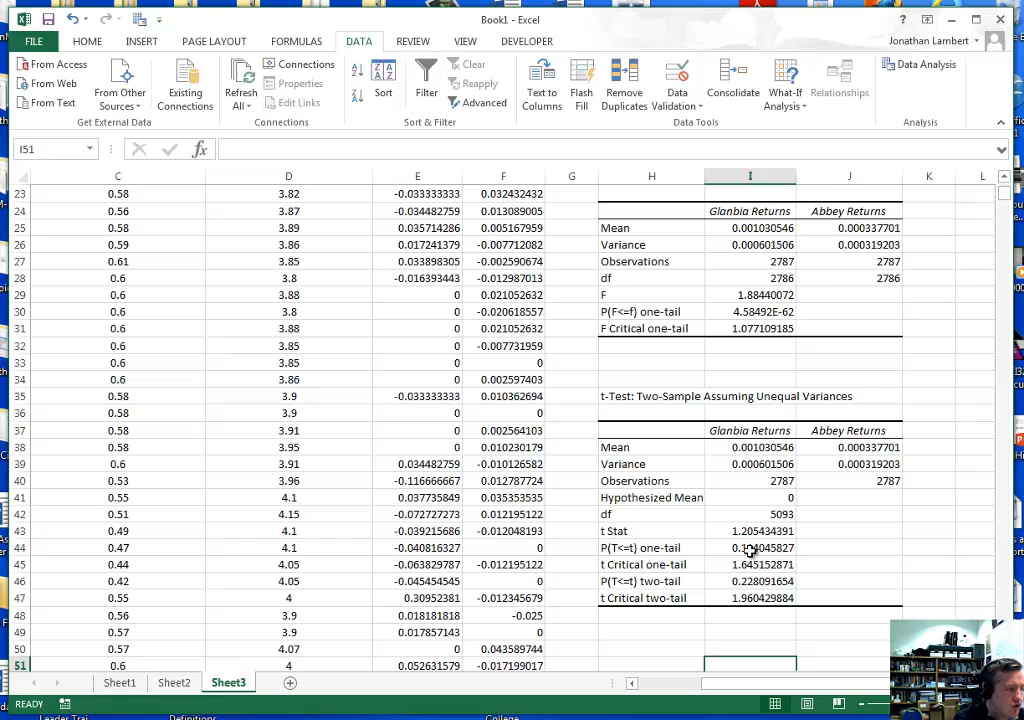 Book1 - Excel
FILE HOME INSERT PAGE LAYOUT FORMULAS DATA REVIEW VIEW DEVELOPER Jonathan Lambert
From Access
From Web
From Text
From Other Sources
Existing Connections
Get External Data
Refresh All
Connections
Properties
Edit Links
Connections
Sort
Filter
Clear
Reapply
Advanced
Sort & Filter
Text to Columns
Flash Fill
Remove Duplicates
Data Validation
Consolidate
What-If Analysis
Relationships
Data Tools
Data Analysis
Analysis
I51
fx
C D E F G H I J K L
23 0.58 3.82 -0.033333333 0.032432432
24 0.56 3.87 -0.034482759 0.013089005 Glanbia Returns Abbey Returns
25 0.58 3.89 0.035714286 0.005167959 Mean 0.001030546 0.000337701
26 0.59 3.86 0.017241379 -0.007712082 Variance 0.000601506 0.000319203
27 0.61 3.85 0.033898305 -0.002590674 Observations 2787 2787
28 0.6 3.8 -0.016393443 -0.012987013 df 2786 2786
29 0.6 3.88 0 0.021052632 F 1.88440072
30 0.6 3.8 0 -0.020618557 P(F<=f) one-tail 4.58492E-62
31 0.6 3.88 0 0.021052632 F Critical one-tail 1.077109185
32 0.6 3.85 0 -0.007731959
33 0.6 3.85 0 0
34 0.6 3.86 0 0.002597403
35 0.58 3.9 -0.033333333 0.010362694 t-Test: Two-Sample Assuming Unequal Variances
36 0.58 3.9 0 0
37 0.58 3.91 0 0.002564103 Glanbia Returns Abbey Returns
38 0.58 3.95 0 0.010230179 Mean 0.001030546 0.000337701
39 0.6 3.91 0.034482759 -0.010126582 Variance 0.000601506 0.000319203
40 0.53 3.96 -0.116666667 0.012787724 Observations 2787 2787
41 0.55 4.1 0.037735849 0.035353535 Hypothesized Mean 0
42 0.51 4.15 -0.072727273 0.012195122 df 5093
43 0.49 4.1 -0.039215686 -0.012048193 t Stat 1.205434391
44 0.47 4.1 -0.040816327 0 P(T<=t) one-tail
45 0.44 4.05 -0.063829787 -0.012195122 t Critical one-tail 1.645152871
46 0.42 4.05 -0.045454545 0 P(T<=t) two-tail 0.228091654
47 0.55 4 0.30952381 -0.012345679 t Critical two-tail 1.960429884
48 0.56 3.9 0.018181818 -0.025
49 0.57 3.9 0.017857143 0
50 0.57 4.07 0 0.043589744
51 0.6 4 0.052631579 -0.017199017
Sheet1 Sheet2 Sheet3
READY
Leader Trai Definitions College